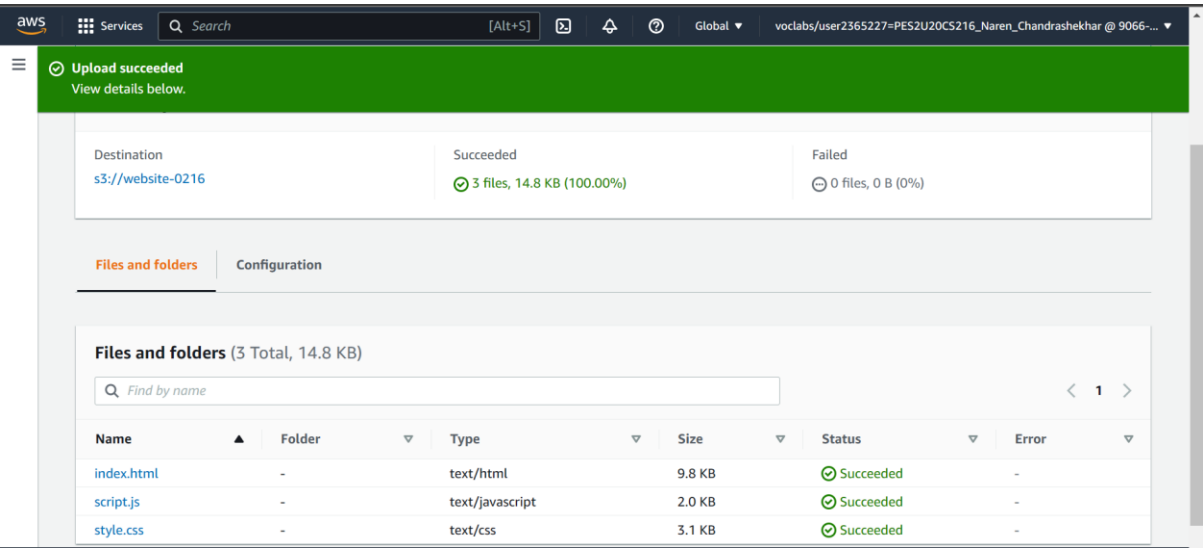 aws Services Search [Alt+S] Global voclabs/user2365227=PES2U20CS216_Naren_Chandrashekhar @ 9066-...
Upload succeeded
View details below.
Destination Succeeded Failed
s3://website-0216 3 files, 14.8 KB (100.00%) 0 files, 0 B (0%)
Files and folders Configuration
Files and folders (3 Total, 14.8 KB)
Find by name 1
Name Folder Type Size Status Error
index.html - text/html 9.8 KB Succeeded -
script.js - text/javascript 2.0 KB Succeeded -
style.css - text/css 3.1 KB Succeeded -